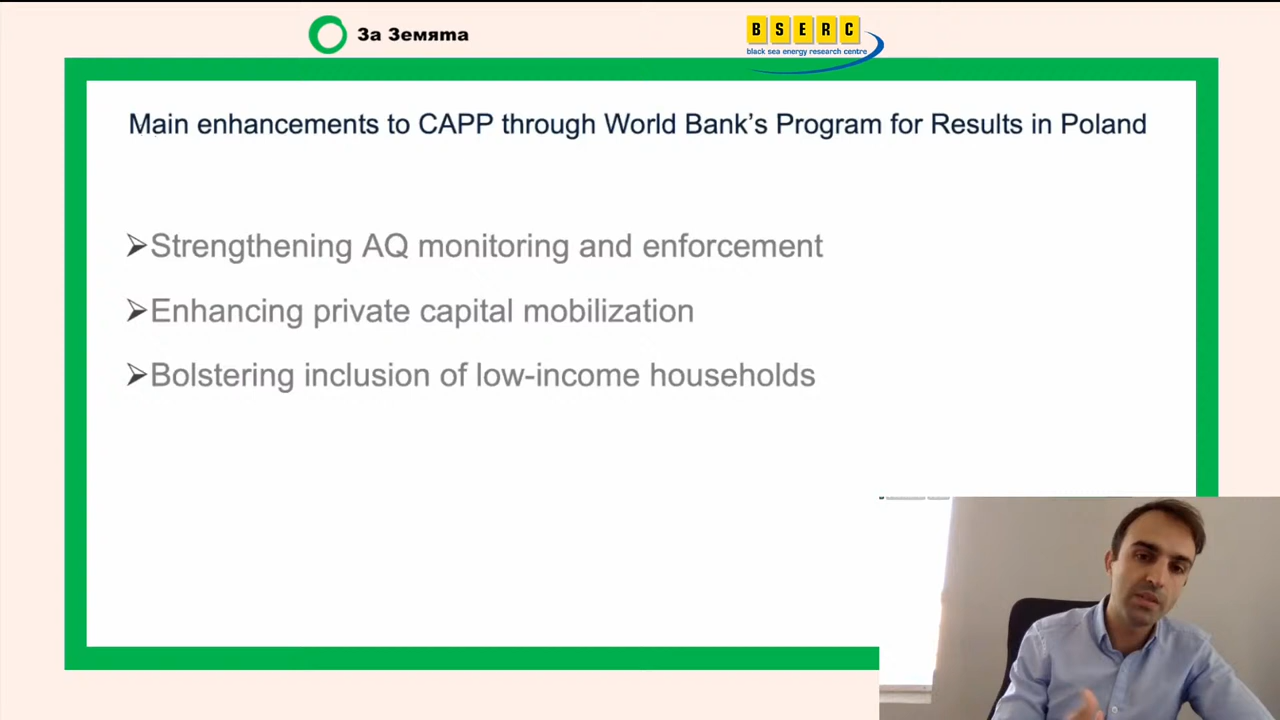 За Земята
BSERC
black sea energy research centre
Main enhancements to CAPP through World Bank's Program for Results in Poland
➢Strengthening AQ monitoring and enforcement
➢Enhancing private capital mobilization
➢Bolstering inclusion of low-income households